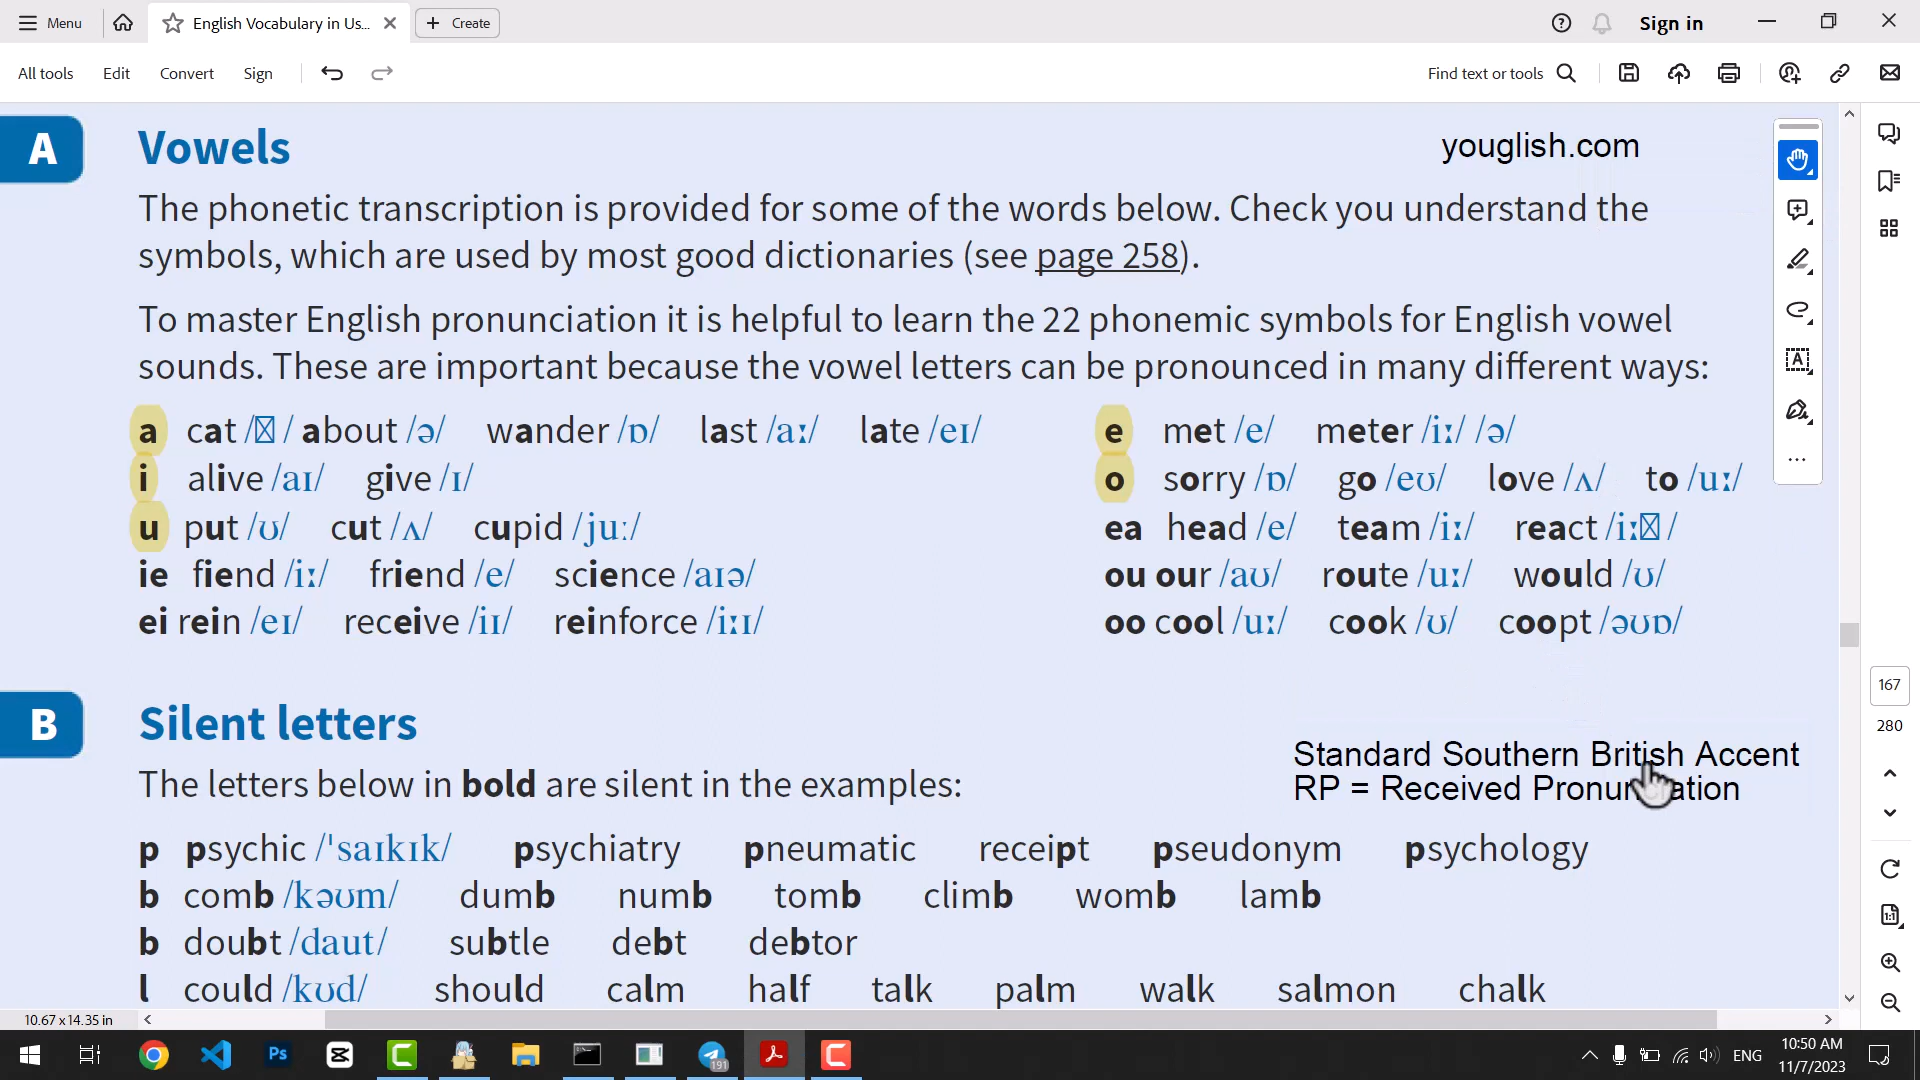 Menu
English Vocabulary in Us...
Create
Sign in
All tools
Edit
Convert
Sign
Find text or tools
A
Vowels
youglish.com
The phonetic transcription is provided for some of the words below. Check you understand the
symbols, which are used by most good dictionaries (see page 258).
To master English pronunciation it is helpful to learn the 22 phonemic symbols for English vowel
sounds. These are important because the vowel letters can be pronounced in many different ways:
a cat / / about /ə/ wander /ɒ/ last /aː/ late /eɪ/
e met /e/ meter /iː/ /ə/
i alive /aɪ/ give /ɪ/
o sorry /ɒ/ go /eʊ/ love /ʌ/ to /uː/
u put /ʊ/ cut /ʌ/ cupid /juː/
ea head /e/ team /iː/ react /iː /
ie fiend /iː/ friend /e/ science /aɪə/
ou our /aʊ/ route /uː/ would /ʊ/
ei rein /eɪ/ receive /iɪ/ reinforce /iːɪ/
oo cool /uː/ cook /ʊ/ coopt /əʊɒ/
B
Silent letters
Standard Southern British Accent
RP = Received Pronunciation
The letters below in bold are silent in the examples:
p psychic /ˈsaɪkɪk/ psychiatry pneumatic receipt pseudonym psychology
b comb /kəʊm/ dumb numb tomb climb womb lamb
b doubt /daut/ subtle debt debtor
l could /kʊd/ should calm half talk palm walk salmon chalk
167
280
10.67 x 14.35 in
191
ENG
10:50 AM
11/7/2023